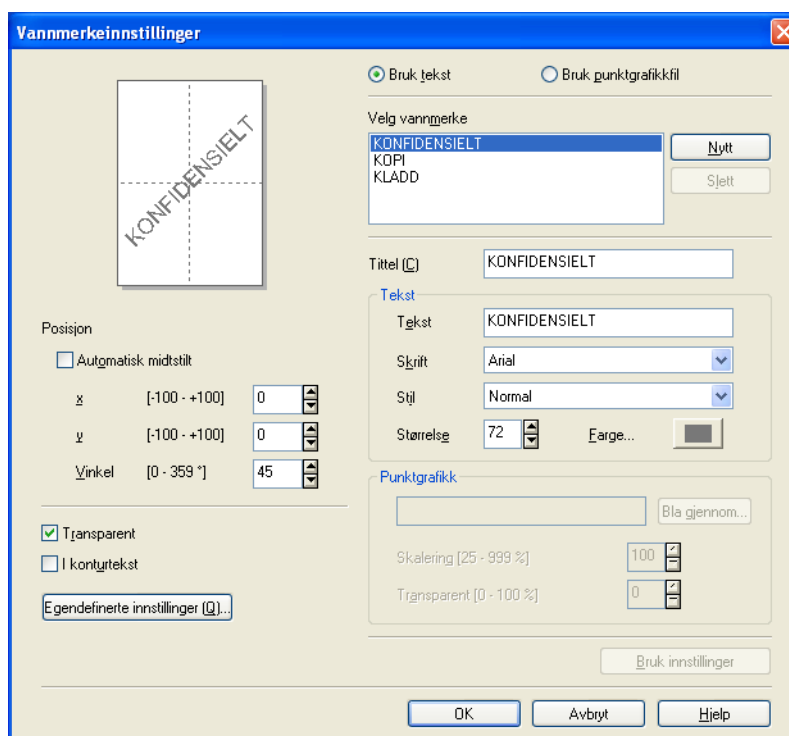 Vannmerkeinnstillinger
KONFIDENSIELT
Posisjon
Automatisk midtstilt
x [-100 - +100] 0
y [-100 - +100] 0
Vinkel [0 - 359 °] 45
Transparent
I konturtekst
Egendefinerte innstillinger (Q)...
Bruk tekst Bruk punktgrafikkfil
Velg vannmerke
KONFIDENSIELT
KOPI
KLADD
Nytt
Slett
Tittel (C) KONFIDENSIELT
Tekst
Tekst KONFIDENSIELT
Skrift Arial
Stil Normal
Størrelse 72 Farge...
Punktgrafikk
Bla gjennom...
Skalering [25 - 999 %] 100
Transparent [0 - 100 %] 0
Bruk innstillinger
OK Avbryt Hjelp